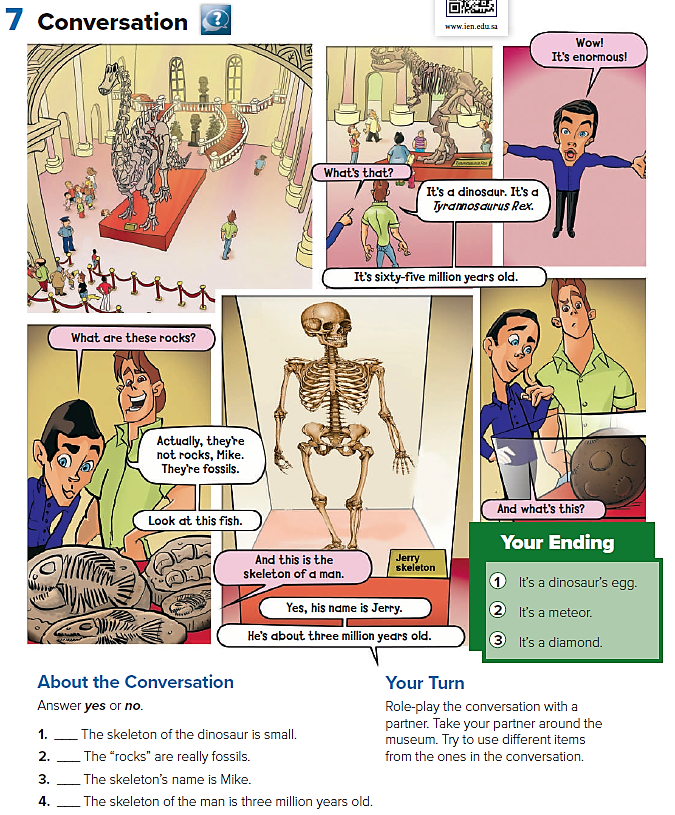 7 Conversation
www.ien.edu.sa
What's that?
It's a dinosaur. It's a
Tyrannosaurus Rex.
It's sixty-five million years old.
Wow!
It's enormous!
What are these rocks?
Actually, they're
not rocks, Mike.
They're fossils.
Look at this fish.
And this is the
skeleton of a man.
Jerry
skeleton
Yes, his name is Jerry.
He's about three million years old.
And what's this?
Your Ending
1 It's a dinosaur's egg.
2 It's a meteor.
3 It's a diamond.
About the Conversation
Answer yes or no.
1. ___ The skeleton of the dinosaur is small.
2. ___ The "rocks" are really fossils.
3. ___ The skeleton's name is Mike.
4. ___ The skeleton of the man is three million years old.
Your Turn
Role-play the conversation with a
partner. Take your partner around the
museum. Try to use different items
from the ones in the conversation.